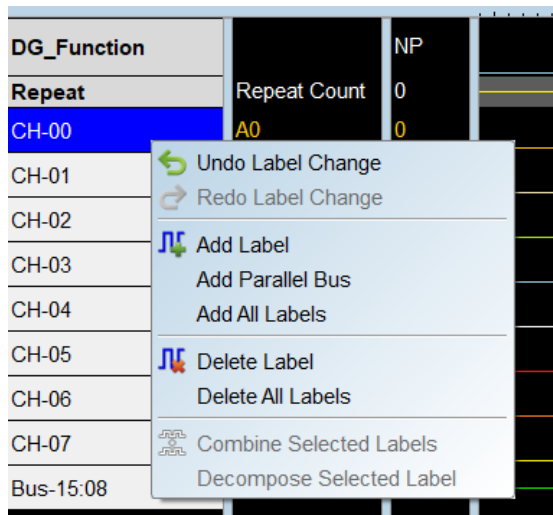 DG_Function NP
Repeat Repeat Count 0
CH-00 A0 0
Undo Label Change
CH-01
Redo Label Change
CH-02
Add Label
CH-03
Add Parallel Bus
CH-04
Add All Labels
CH-05
Delete Label
CH-06
Delete All Labels
CH-07
Combine Selected Labels
Bus-15:08
Decompose Selected Label